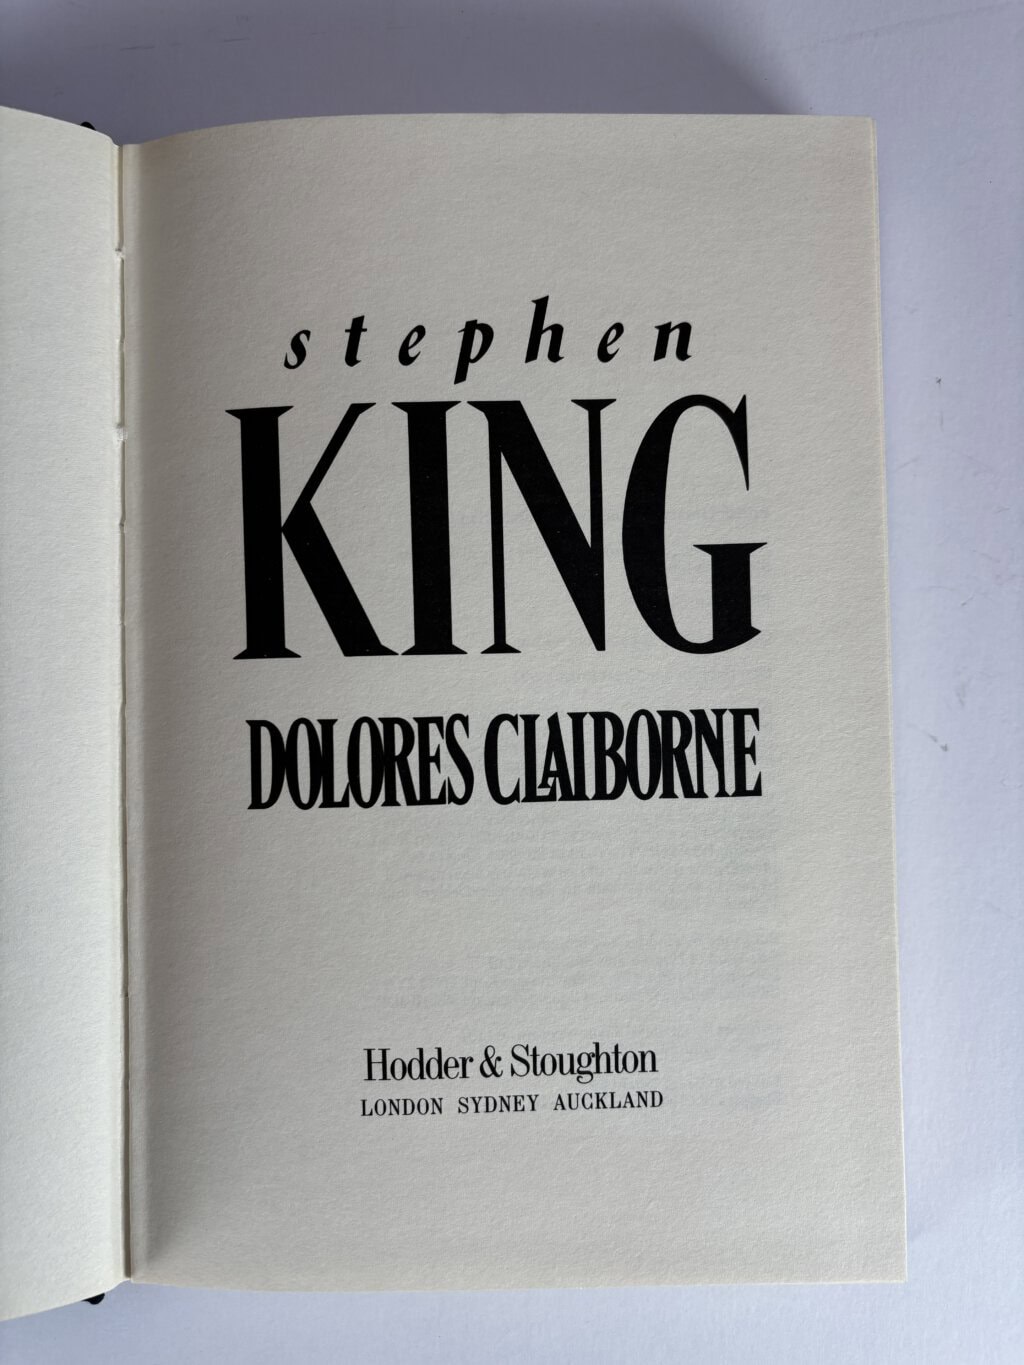 stephen
KING
DOLORES CLAIBORNE
Hodder & Stoughton
LONDON SYDNEY AUCKLAND